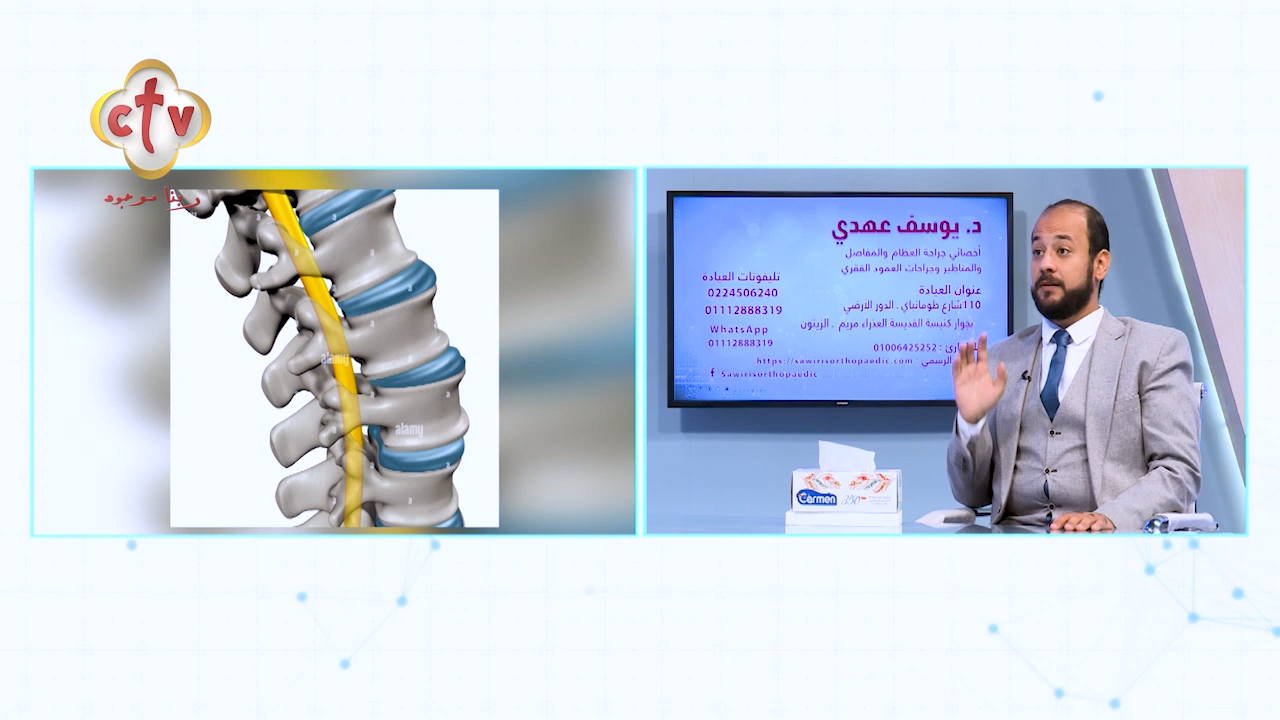 ctv
ربنا موجود
alamy
alamy
د. يوسف عهدي
أخصائي جراحة العظام والمفاصل
والمناظير وجراحات العمود الفقري
عنوان العيادة
110 شارع طومانباي . الدور الارضي
بجوار كنيسة القديسة العذراء مريم . الزيتون
تليفونات العيادة
0224506240
01112888319
WhatsApp
01112888319
01006425252 :
الرسمي : https://sawirisorthopaedic.com
f Sawirisorthopaedic
Carmen